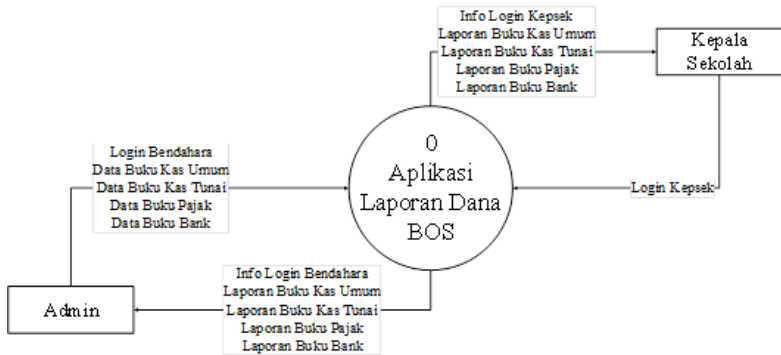 Info Login Kepsek
Laporan Buku Kas Umum
Laporan Buku Kas Tunai
Laporan Buku Pajak
Laporan Buku Bank
Kepala
Sekolah
0
Aplikasi
Laporan Dana
BOS
Login Bendahara
Data Buku Kas Umum
Data Buku Kas Tunai
Data Buku Pajak
Data Buku Bank
Login Kepsek
Info Login Bendahara
Laporan Buku Kas Umum
Laporan Buku Kas Tunai
Laporan Buku Pajak
Laporan Buku Bank
Admin